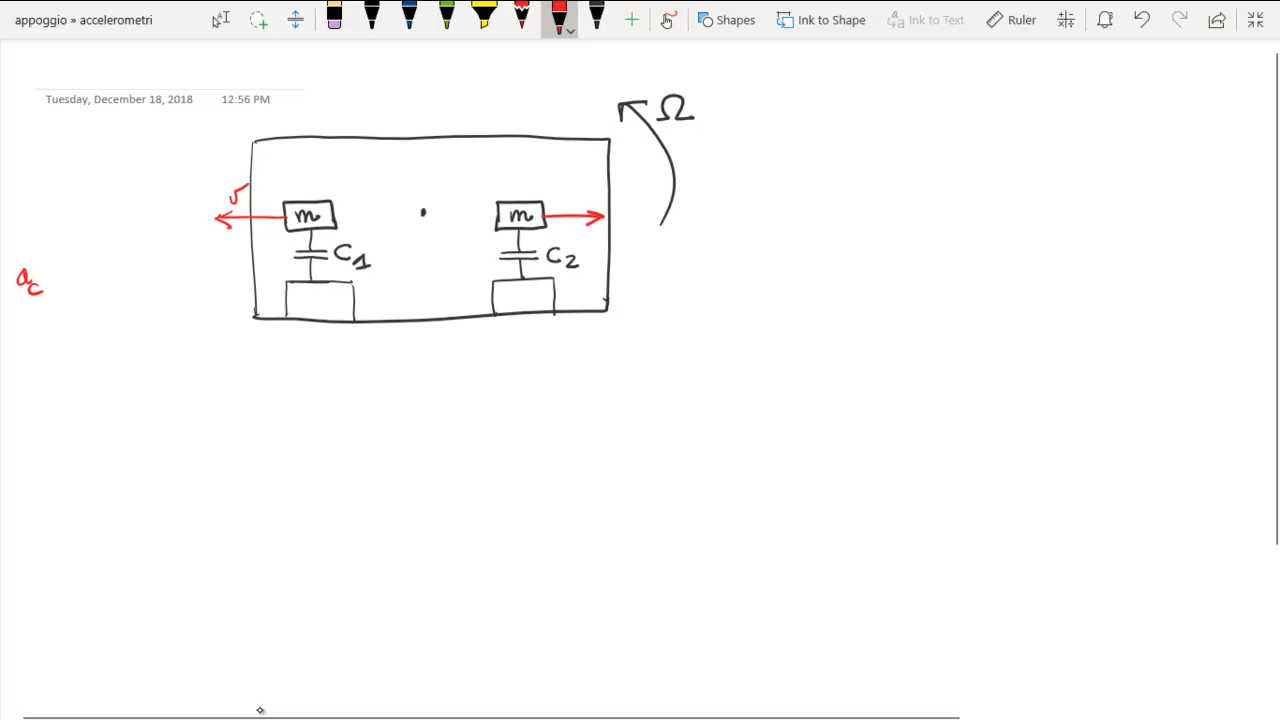 appoggio » accelerometri
Shapes
Ink to Shape
Ink to Text
Ruler
Tuesday, December 18, 2018 12:56 PM
Ω
v
m
m
C1
C2
ac